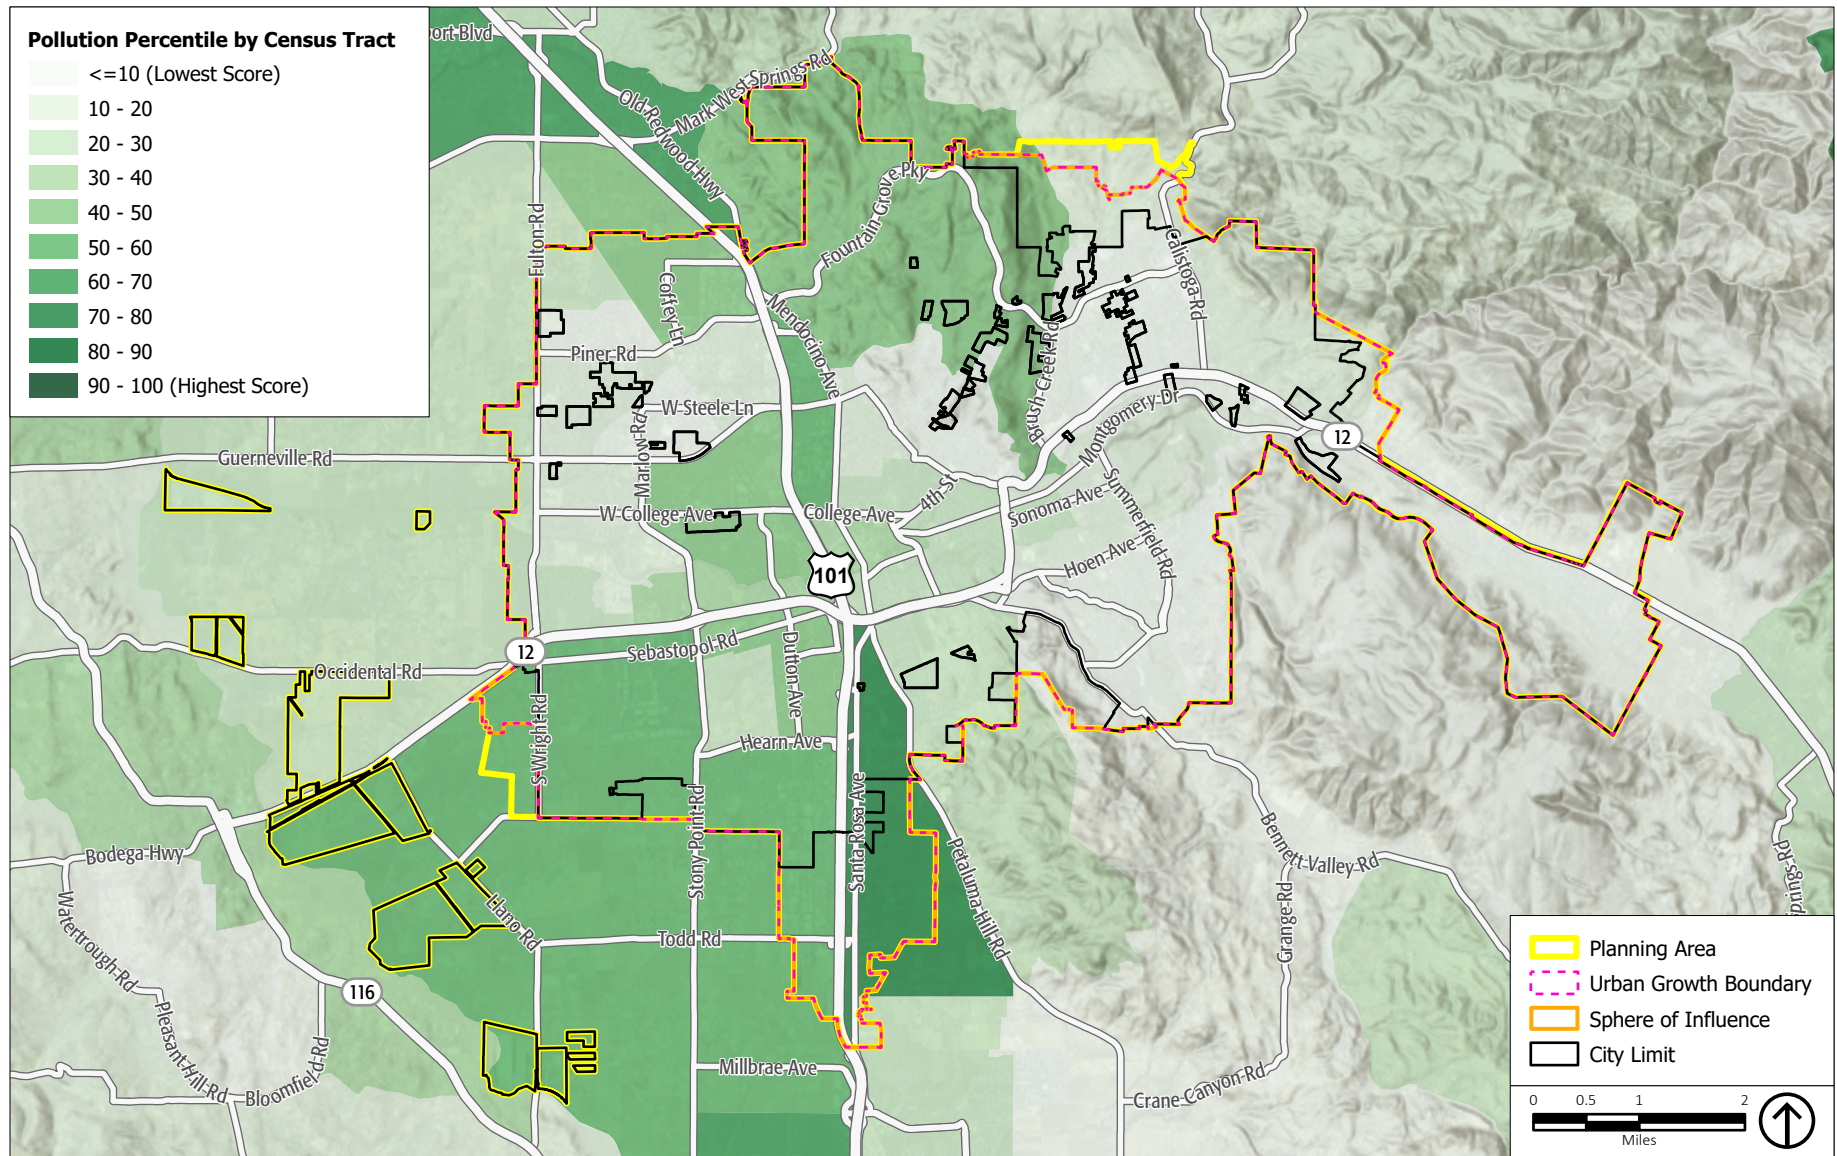 Pollution Percentile by Census Tract
<=10 (Lowest Score)
10 - 20
20 - 30
30 - 40
40 - 50
50 - 60
60 - 70
70 - 80
80 - 90
90 - 100 (Highest Score)
ort Blvd
Mark West Springs Rd
Old Redwood Hwy
Fountain Grove Pky
Fulton Rd
Coffey Ln
Calistoga Rd
Mendocino Ave
Piner Rd
Brush Creek Rd
W Steele Ln
Marlow Rd
Montgomery Dr
12
Guerneville Rd
4th St
Summerfield Rd
W College Ave
College Ave
Sonoma Ave
Hoen Ave
101
12
Sebastopol Rd
Dutton Ave
Occidental Rd
S Wright Rd
Hearn Ave
Stony Point Rd
Santa Rosa Ave
Petaluma Hill Rd
Bennett Valley Rd
Bodega Hwy
Springs Rd
Watertrough Rd
Llano Rd
Todd Rd
Grange Rd
116
Pleasant Hill Rd
Bloomfield Rd
Millbrae Ave
Crane Canyon Rd
Planning Area
Urban Growth Boundary
Sphere of Influence
City Limit
0 0.5 1 2
Miles